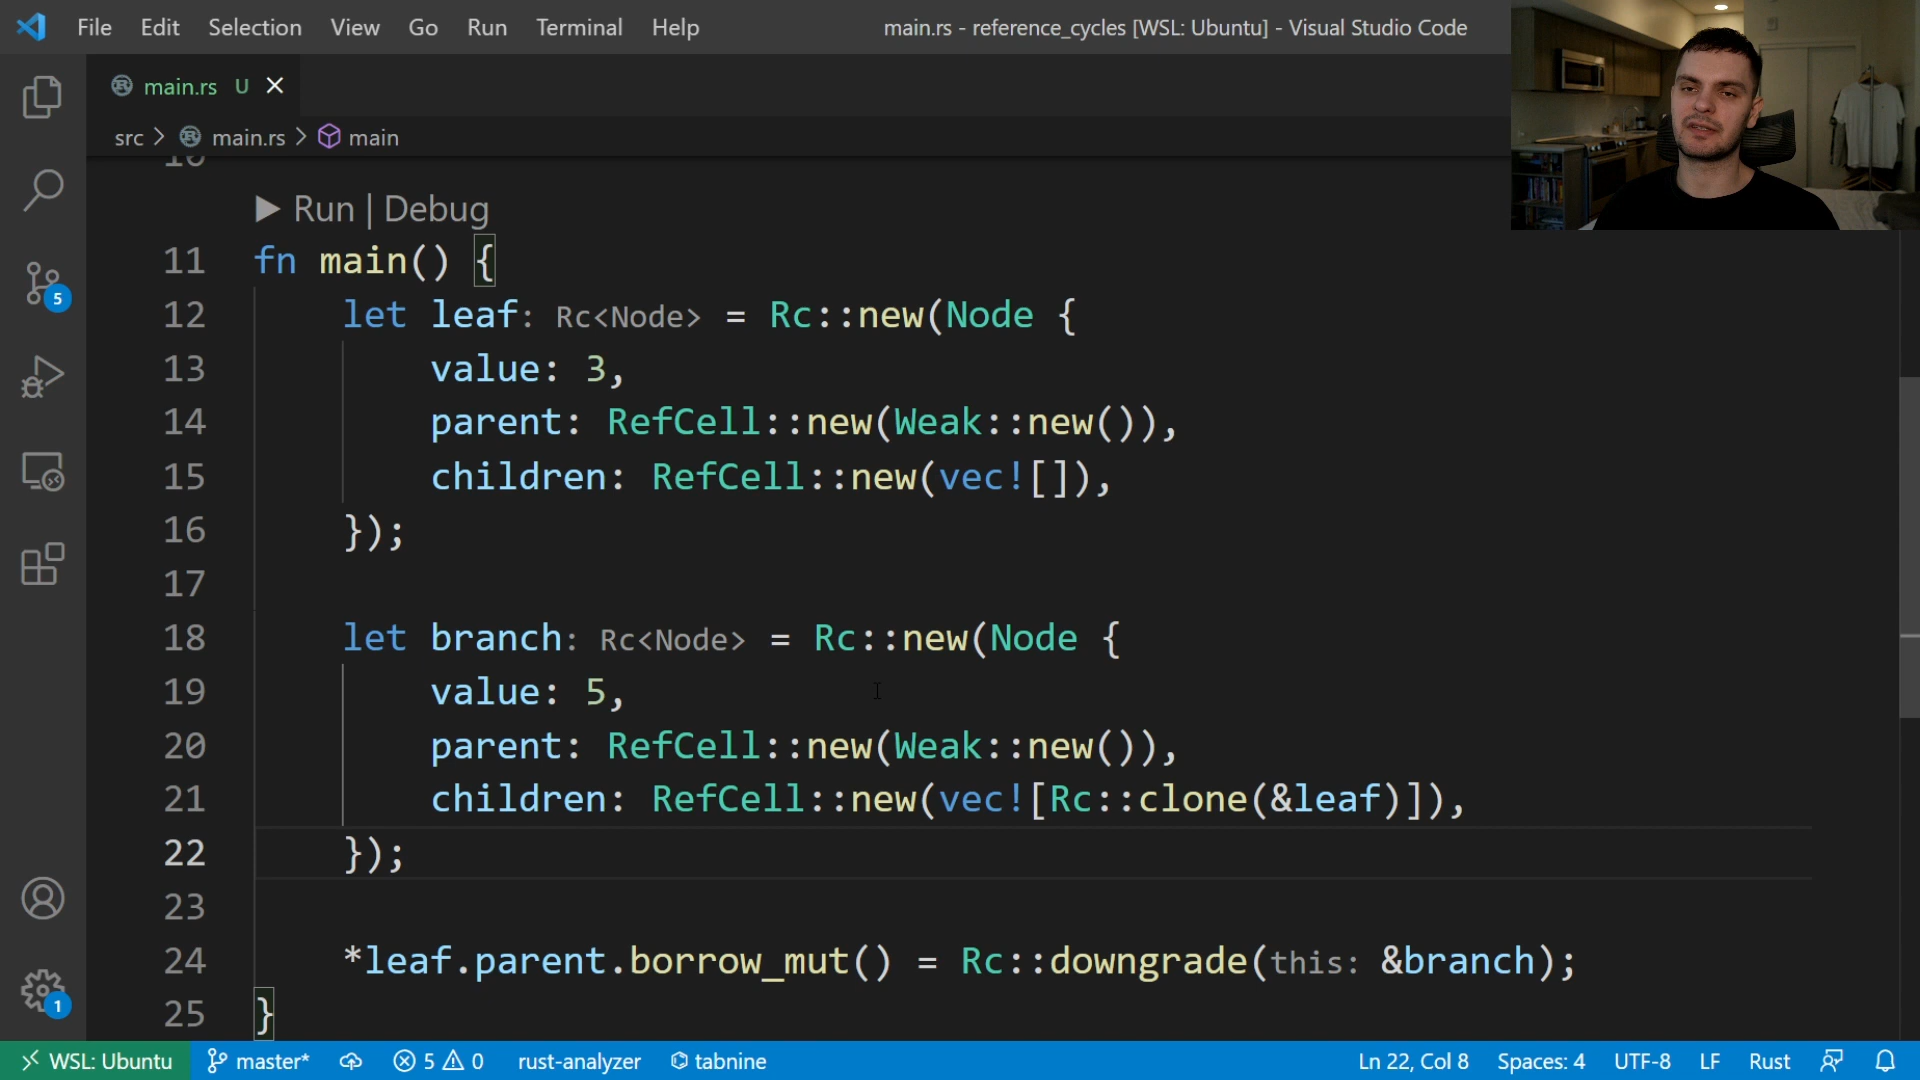 File Edit Selection View Go Run Terminal Help
main.rs - reference_cycles [WSL: Ubuntu] - Visual Studio Code
main.rs U
src > main.rs > main
10
Run | Debug
11 fn main() {
12 let leaf: Rc<Node> = Rc::new(Node {
13 value: 3,
14 parent: RefCell::new(Weak::new()),
15 children: RefCell::new(vec![]),
16 });
17
18 let branch: Rc<Node> = Rc::new(Node {
19 value: 5,
20 parent: RefCell::new(Weak::new()),
21 children: RefCell::new(vec![Rc::clone(&leaf)]),
22 });
23
24 *leaf.parent.borrow_mut() = Rc::downgrade(this: &branch);
25 }
5
1
WSL: Ubuntu master* 5 0 rust-analyzer tabnine Ln 22, Col 8 Spaces: 4 UTF-8 LF Rust